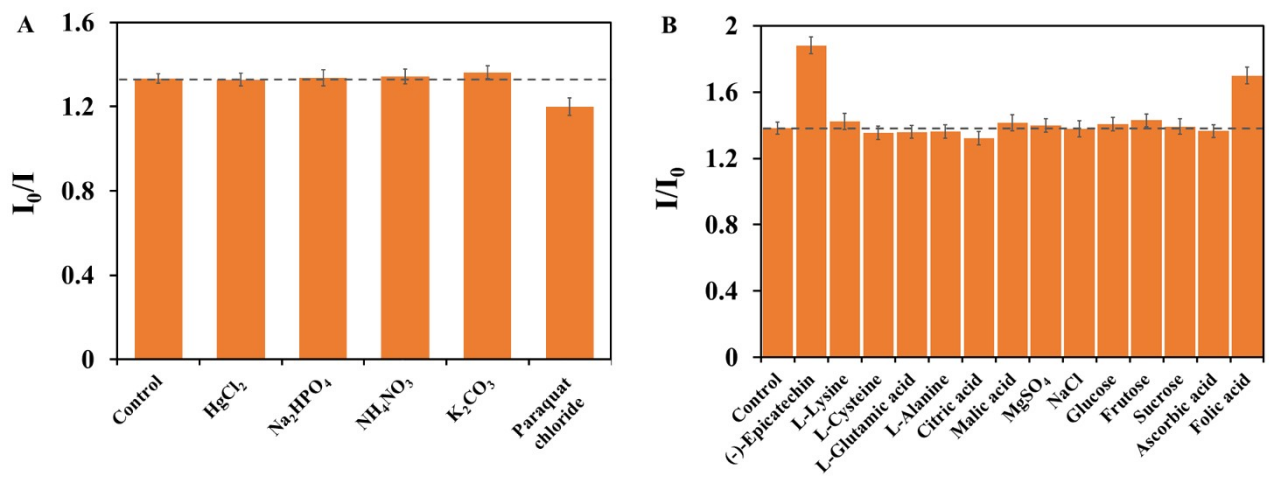 A
1.6
1.2
0.8
0.4
0
I₀/I
Control
HgCl₂
Na₂HPO₄
NH₄NO₃
K₂CO₃
Paraquat
chloride
B
2
1.6
1.2
0.8
0.4
0
I/I₀
Control
(-)-Epicatechin
L-Lysine
L-Cysteine
L-Glutamic acid
L-Alanine
Citric acid
Malic acid
MgSO₄
NaCl
Glucose
Frutose
Sucrose
Ascorbic acid
Folic acid